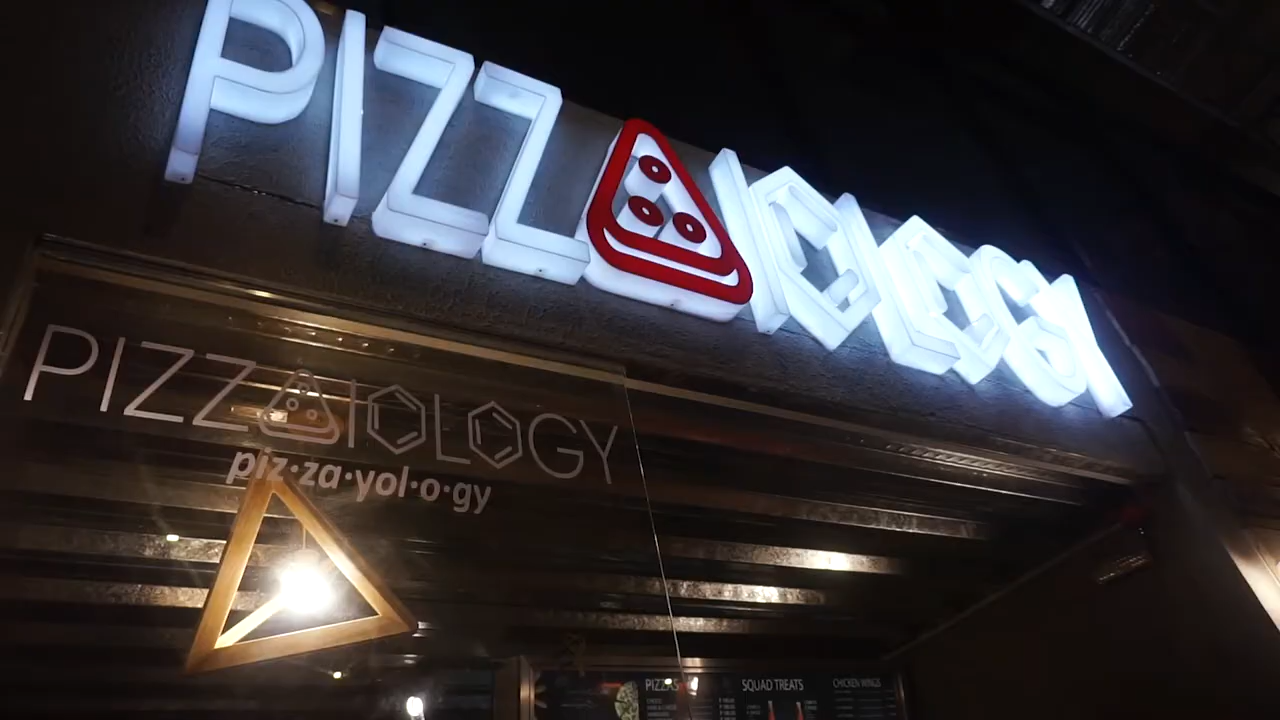 PIZZAIOLOGY
PIZZAIOLOGY
piz·za·yol·o·gy
PIZZAS
SQUAD TREATS
CHICKEN WINGS